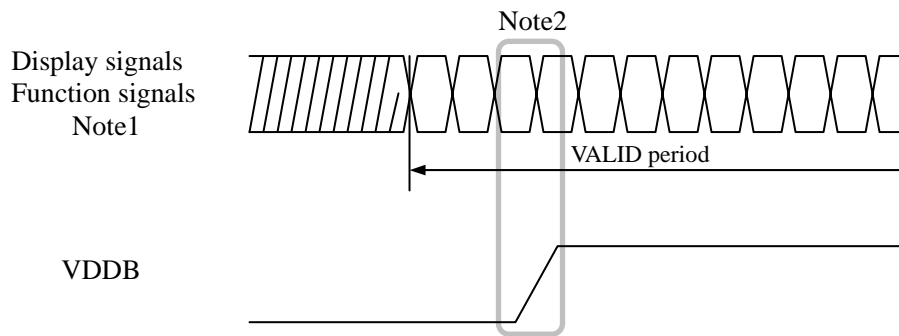 Note2
Display signals
Function signals
Note1
VALID period
VDDB